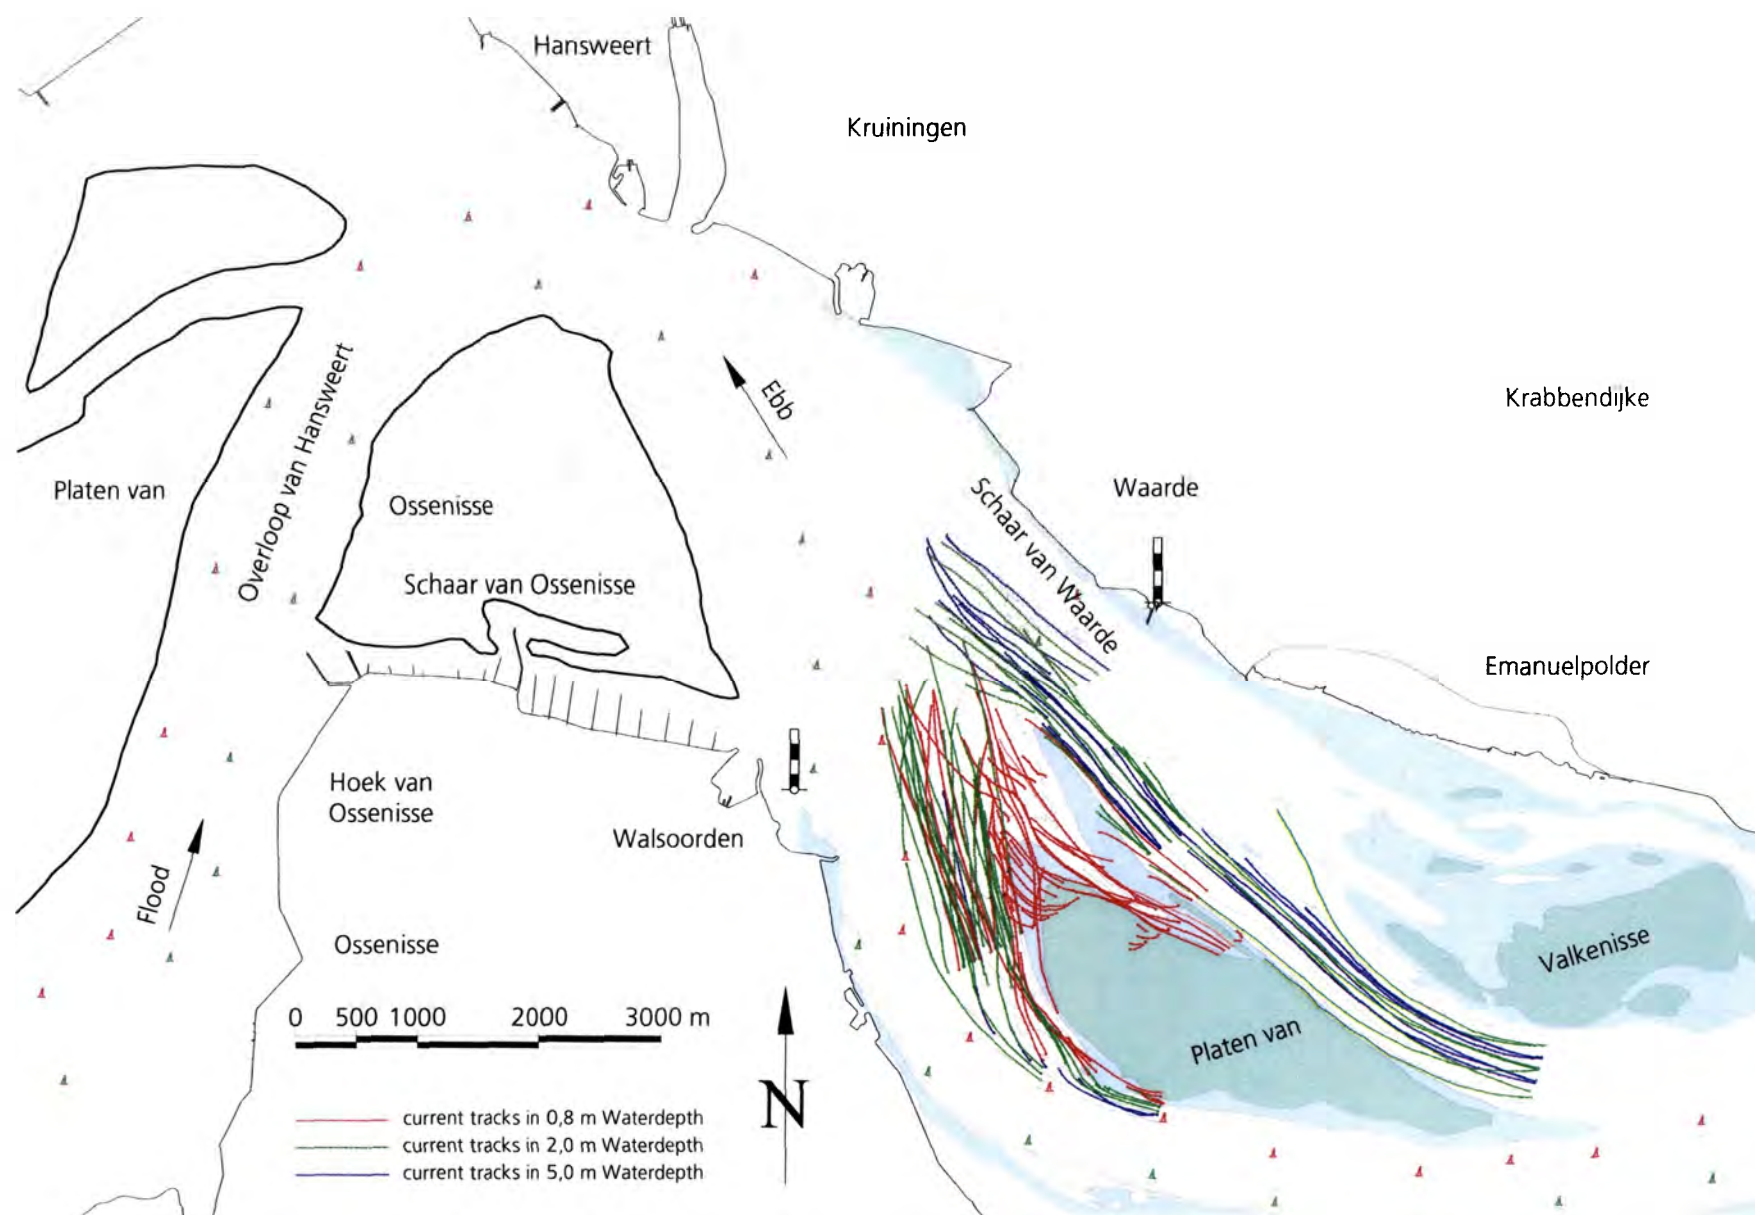 Hansweert
Kruiningen
Krabbendijke
Overloop van Hansweert
Ebb
Platen van
Ossenisse
Waarde
Schaar van Waarde
Schaar van Ossenisse
Emanuelpolder
Hoek van
Ossenisse
Walsoorden
Flood
Ossenisse
Valkenisse
Platen van
0 500 1000 2000 3000 m
N
current tracks in 0,8 m Waterdepth
current tracks in 2,0 m Waterdepth
current tracks in 5,0 m Waterdepth